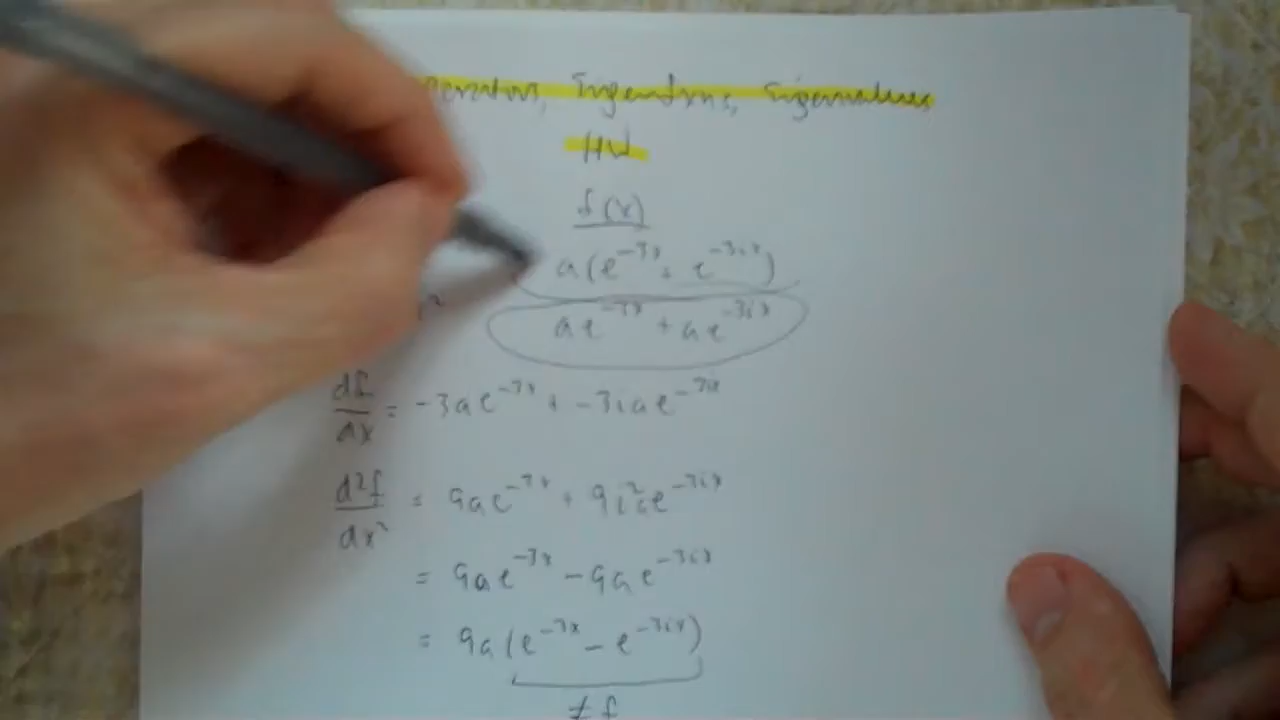 Eigenfxns, Eigenvalues
HW
f(x)
a(e^-3x + e^-3ix)
ae^-3x + ae^-3ix
df/dx = -3ae^-3x + -3iae^-3ix
d²f/dx² = 9ae^-3x + 9i²ae^-3ix
= 9ae^-3x - 9ae^-3ix
= 9a(e^-3x - e^-3ix)
≠ f